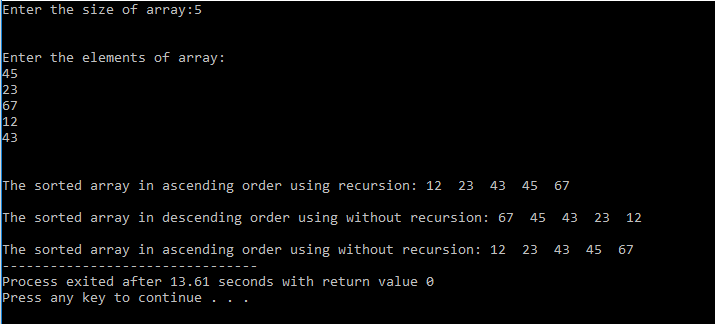 Enter the size of array:5
Enter the elements of array:
45
23
67
12
43
The sorted array in ascending order using recursion: 12  23  43  45  67
The sorted array in descending order using without recursion: 67  45  43  23  12
The sorted array in ascending order using without recursion: 12  23  43  45  67
--------------------------------
Process exited after 13.61 seconds with return value 0
Press any key to continue . . .